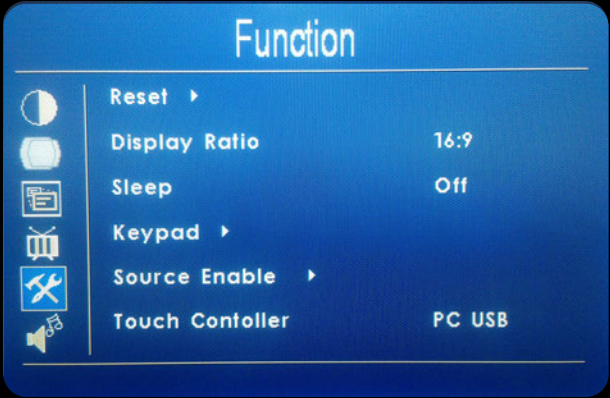 Function
Reset
Display Ratio 16:9
Sleep Off
Keypad
Source Enable
Touch Contoller PC USB